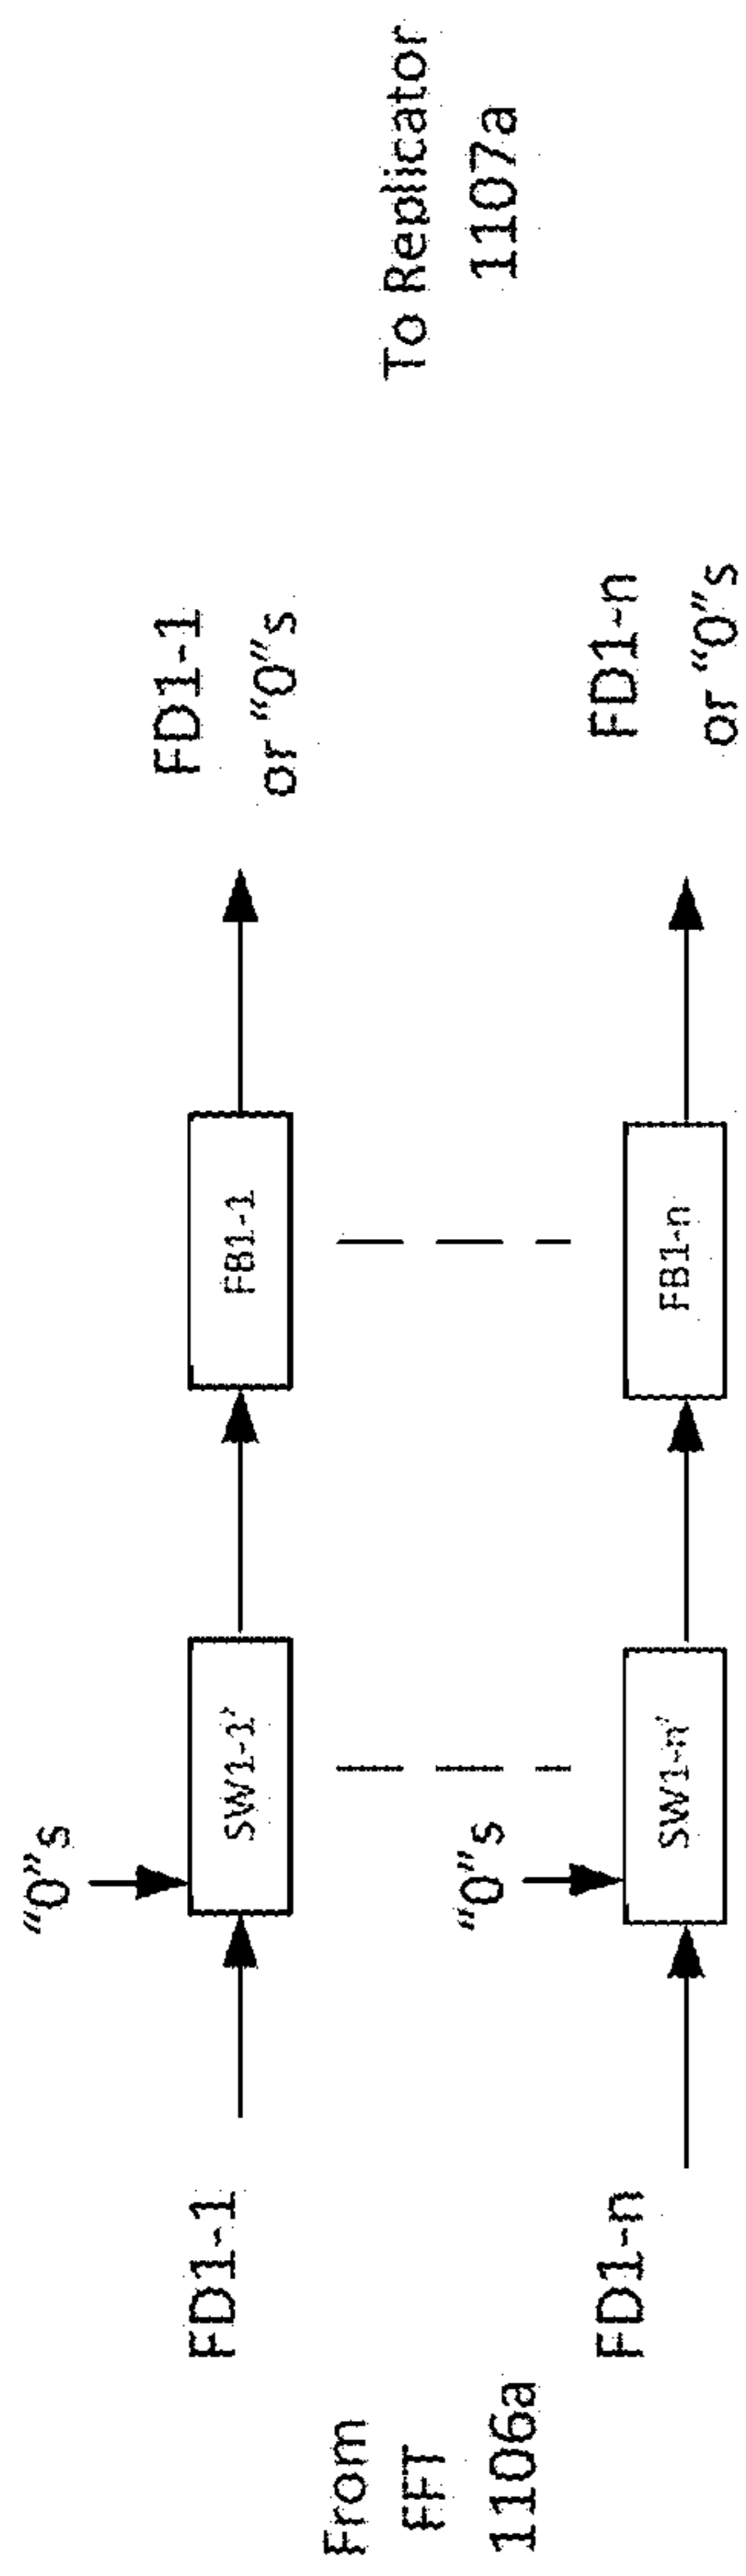 "0"s
FD1-1
SW1-1'
FB1-1
FD1-1
or "0"s
From
FFT
1106a
To Replicator
1107a
"0"s
FD1-n
SW1-n'
FB1-n
FD1-n
or "0"s